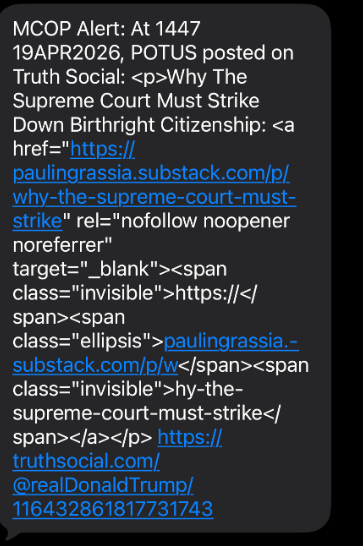 MCOP Alert: At 1447
19APR2026, POTUS posted on
Truth Social: <p>Why The
Supreme Court Must Strike
Down Birthright Citizenship: <a
href="https://
paulingrassia.substack.com/p/
why-the-supreme-court-must-
strike" rel="nofollow noopener
noreferrer"
target="_blank"><span
class="invisible">https://</
span><span
class="ellipsis">paulingrassia.-
substack.com/p/w</span><span
class="invisible">hy-the-
supreme-court-must-strike</
span></a></p> https://
truthsocial.com/
@realDonaldTrump/
116432861817731743